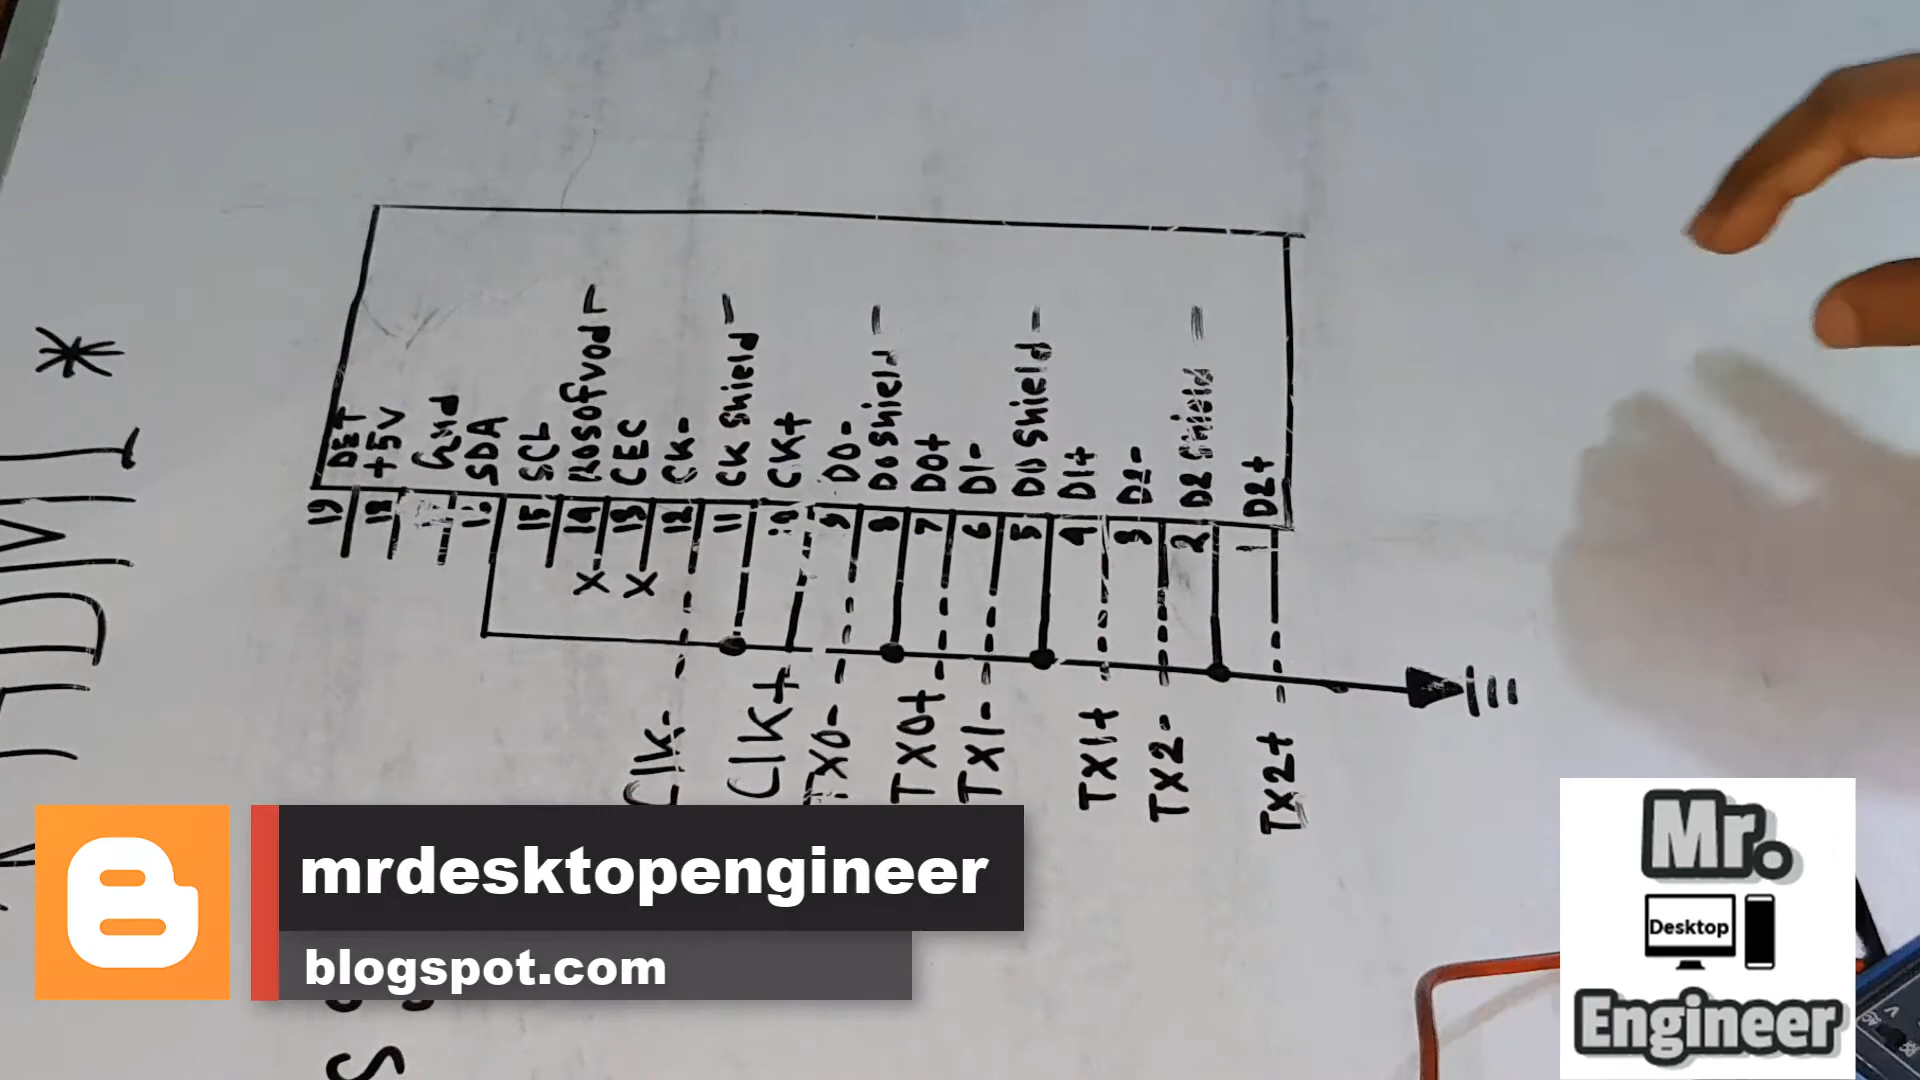 HDMI *
DET
+5V
Gnd
SDA
SCL
CEC
CK-
CK Shield -
CK+
D0-
D0 Shield -
D0+
D1-
D1 Shield -
D1+
D2-
D2 Shield -
D2+
19
18
15
14
13
12
11
10
9
8
7
6
5
4
3
2
1
X
X
Clk-
Clk+
TX0-
TX0+
TX1-
TX1+
TX2-
TX2+
mrdesktopengineer
blogspot.com
Mr.
Desktop
Engineer